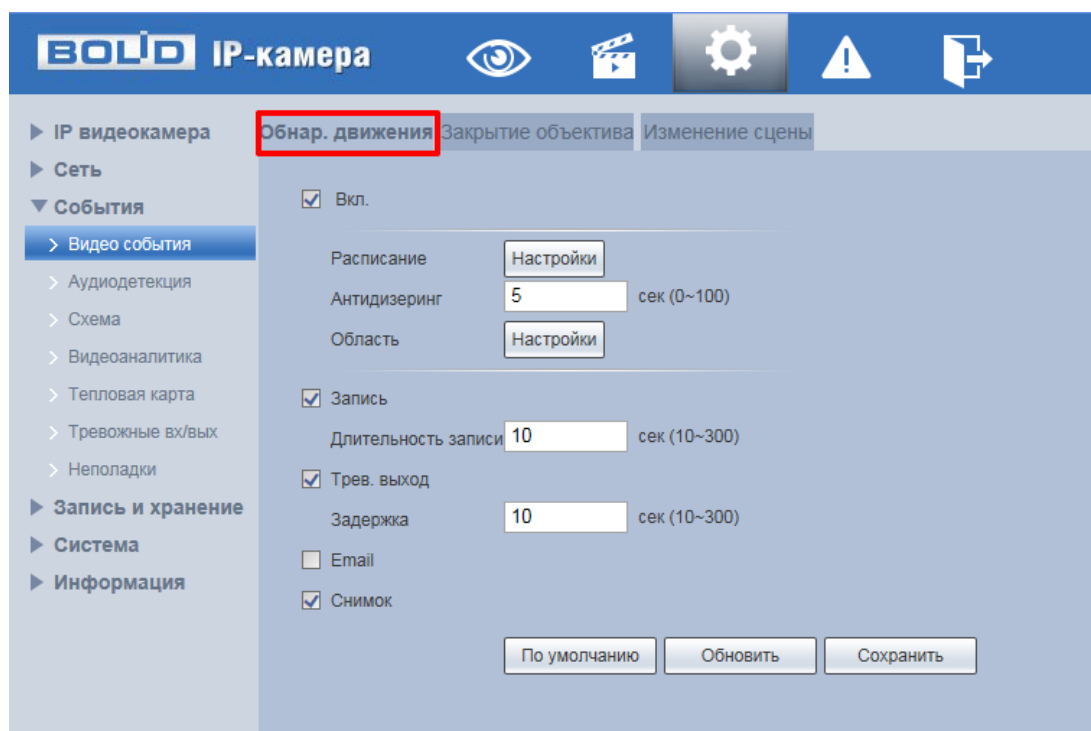 BOLID IP-камера
IP видеокамера
Сеть
События
Видео события
Аудиодетекция
Схема
Видеоаналитика
Тепловая карта
Тревожные вх/вых
Неполадки
Запись и хранение
Система
Информация
Обнар. движения Закрытие объектива Изменение сцены
Вкл.
Расписание Настройки
Антидизеринг 5 сек (0~100)
Область Настройки
Запись
Длительность записи 10 сек (10~300)
Трев. выход
Задержка 10 сек (10~300)
Email
Снимок
По умолчанию Обновить Сохранить